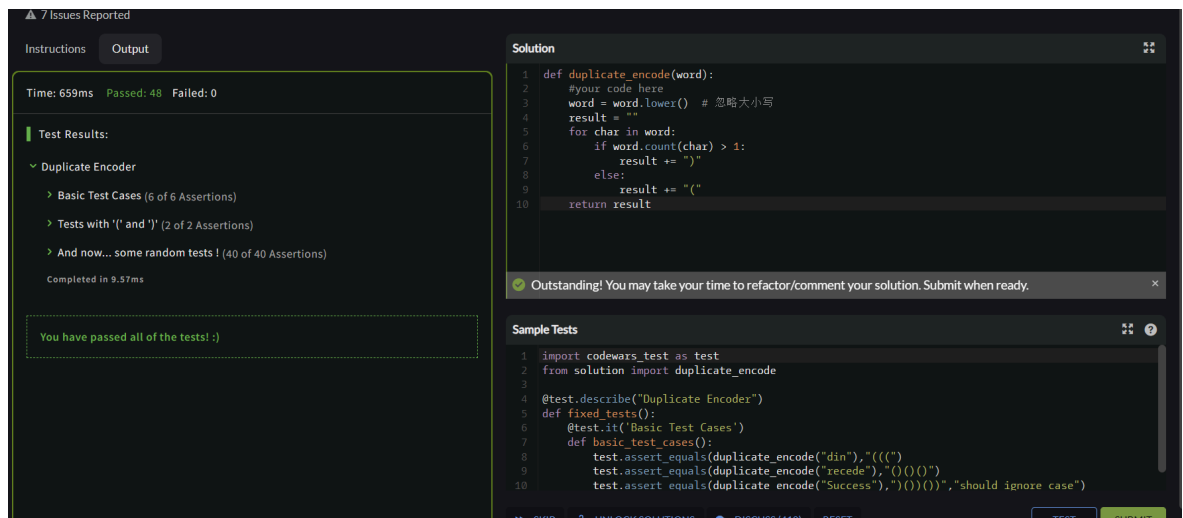 7 Issues Reported
Instructions Output
Time: 659ms Passed: 48 Failed: 0
Test Results:
Duplicate Encoder
Basic Test Cases (6 of 6 Assertions)
Tests with '(' and ')' (2 of 2 Assertions)
And now... some random tests ! (40 of 40 Assertions)
Completed in 9.57ms
You have passed all of the tests! :)
Solution
1 def duplicate_encode(word):
2 #your code here
3 word = word.lower() # 忽略大小写
4 result = ""
5 for char in word:
6 if word.count(char) > 1:
7 result += ")"
8 else:
9 result += "("
10 return result
Outstanding! You may take your time to refactor/comment your solution. Submit when ready.
Sample Tests
1 import codewars_test as test
2 from solution import duplicate_encode
3
4 @test.describe("Duplicate Encoder")
5 def fixed_tests():
6 @test.it('Basic Test Cases')
7 def basic_test_cases():
8 test.assert_equals(duplicate_encode("din"),"(((")
9 test.assert_equals(duplicate_encode("recede"),"()()()")
10 test.assert_equals(duplicate_encode("Success"),")())())","should ignore case")
SKIP UNLOCK SOLUTIONS DISCUSS RESET TEST SUBMIT